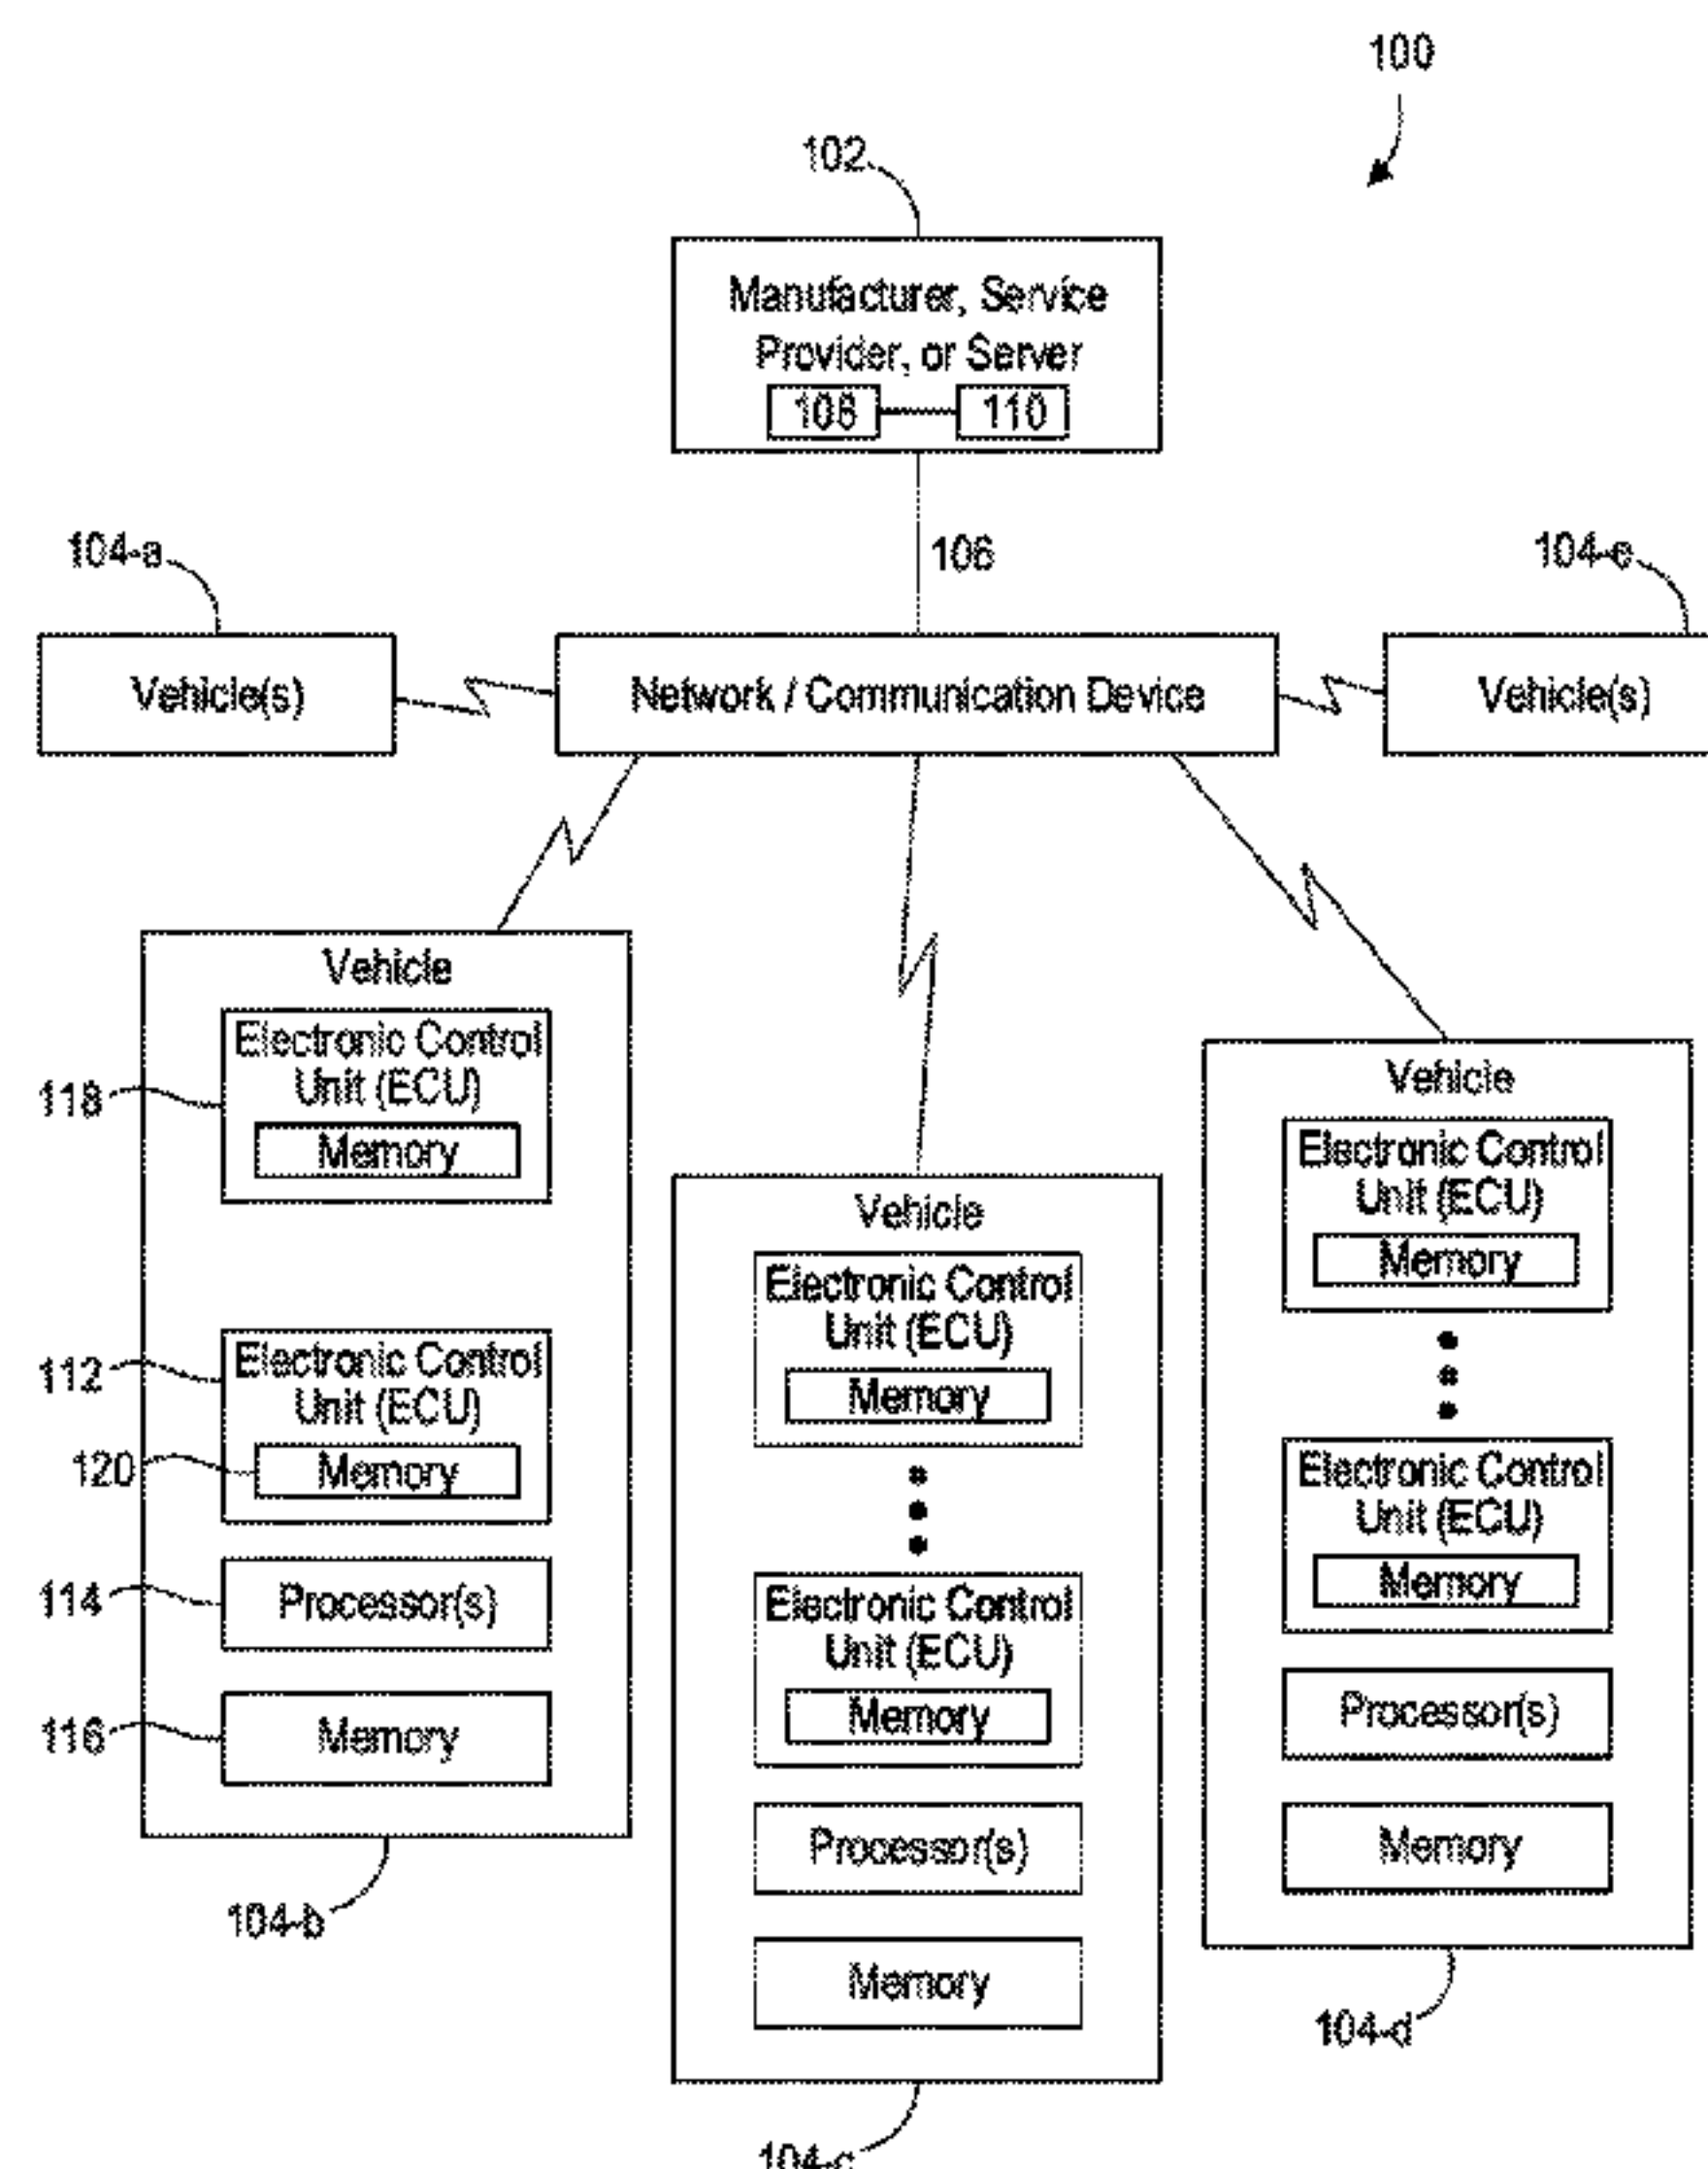 100
102
Manufacturer, Service
Provider, or Server
108
110
104-a
106
104-e
Vehicle(s)
Network / Communication Device
Vehicle(s)
Vehicle
Electronic Control
Unit (ECU)
Memory
118
112
Electronic Control
Unit (ECU)
120
Memory
114
Processor(s)
116
Memory
104-b
Vehicle
Electronic Control
Unit (ECU)
Memory
Electronic Control
Unit (ECU)
Memory
Processor(s)
Memory
104-c
Vehicle
Electronic Control
Unit (ECU)
Memory
Electronic Control
Unit (ECU)
Memory
Processor(s)
Memory
104-d